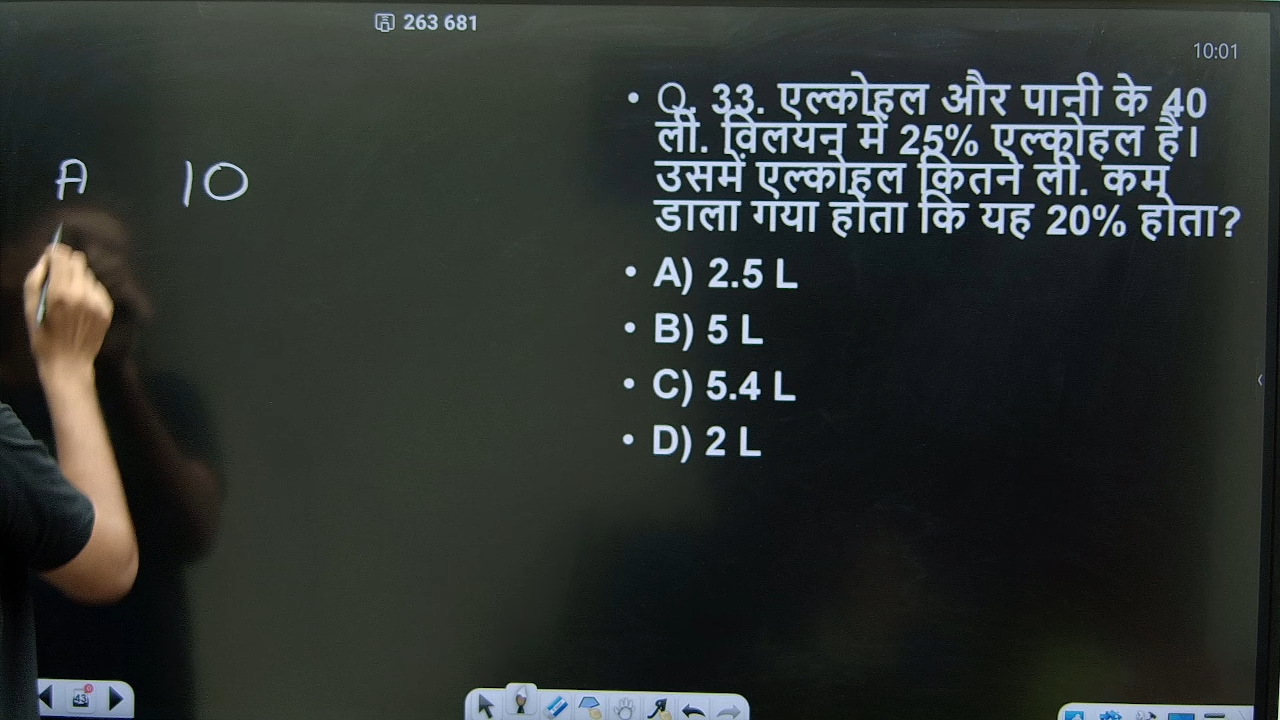 263 681
10:01
• Q. 33. एल्कोहल और पानी के 40
ली. विलयन में 25% एल्कोहल है।
उसमें एल्कोहल कितने ली. कम
डाला गया होता कि यह 20% होता?
• A) 2.5 L
• B) 5 L
• C) 5.4 L
• D) 2 L
A 10
43